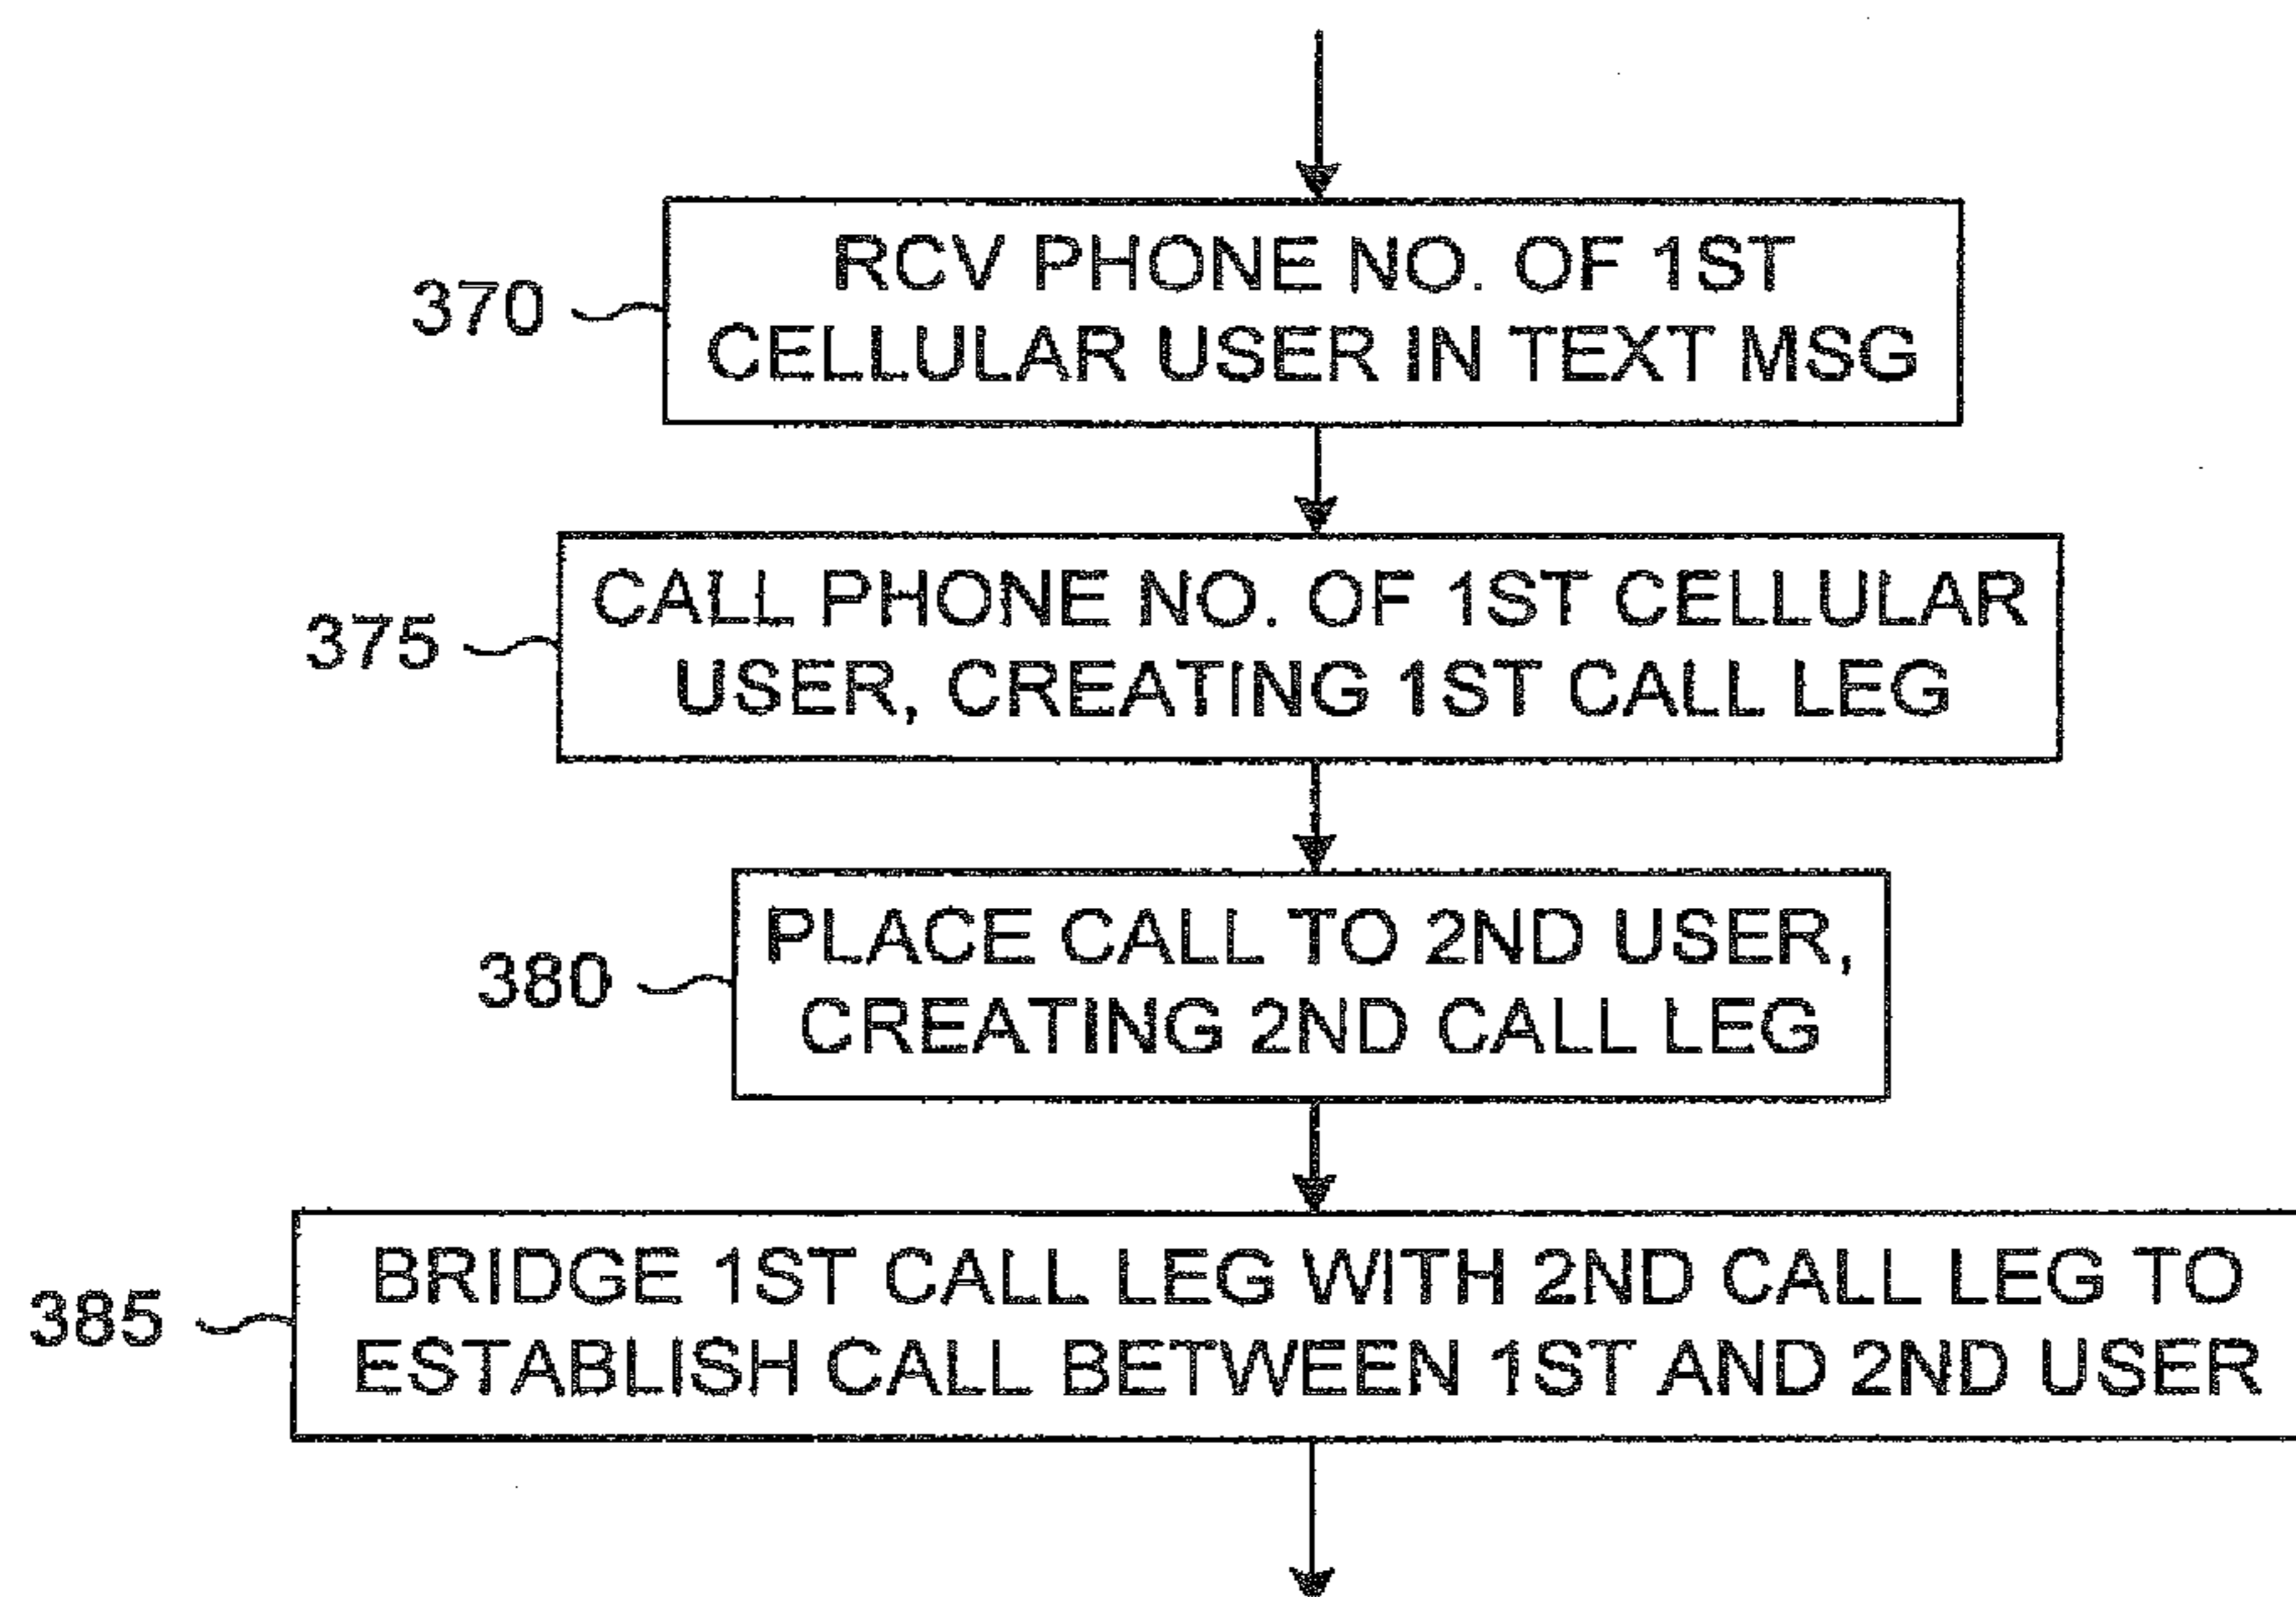 RCV PHONE NO. OF 1ST
370
CELLULAR USER IN TEXT MSG
CALL PHONE NO. OF 1ST CELLULAR
375
USER, CREATING 1ST CALL LEG
PLACE CALL TO 2ND USER,
380
CREATING 2ND CALL LEG
BRIDGE 1ST CALL LEG WITH 2ND CALL LEG TO
385
ESTABLISH CALL BETWEEN 1ST AND 2ND USER